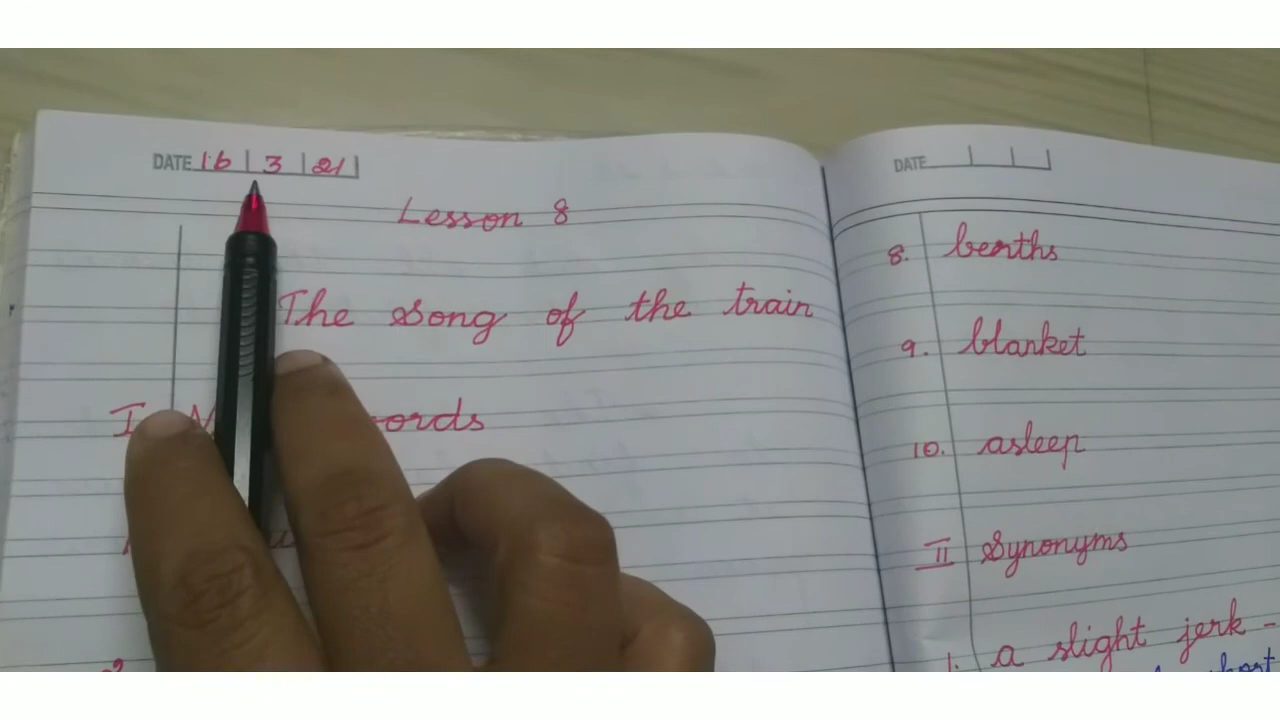 DATE 16 | 3 | 21 |
Lesson 8
The song of the train
I
DATE
8. berths
9. blanket
10. asleep
II Synonyms
1. a slight jerk -